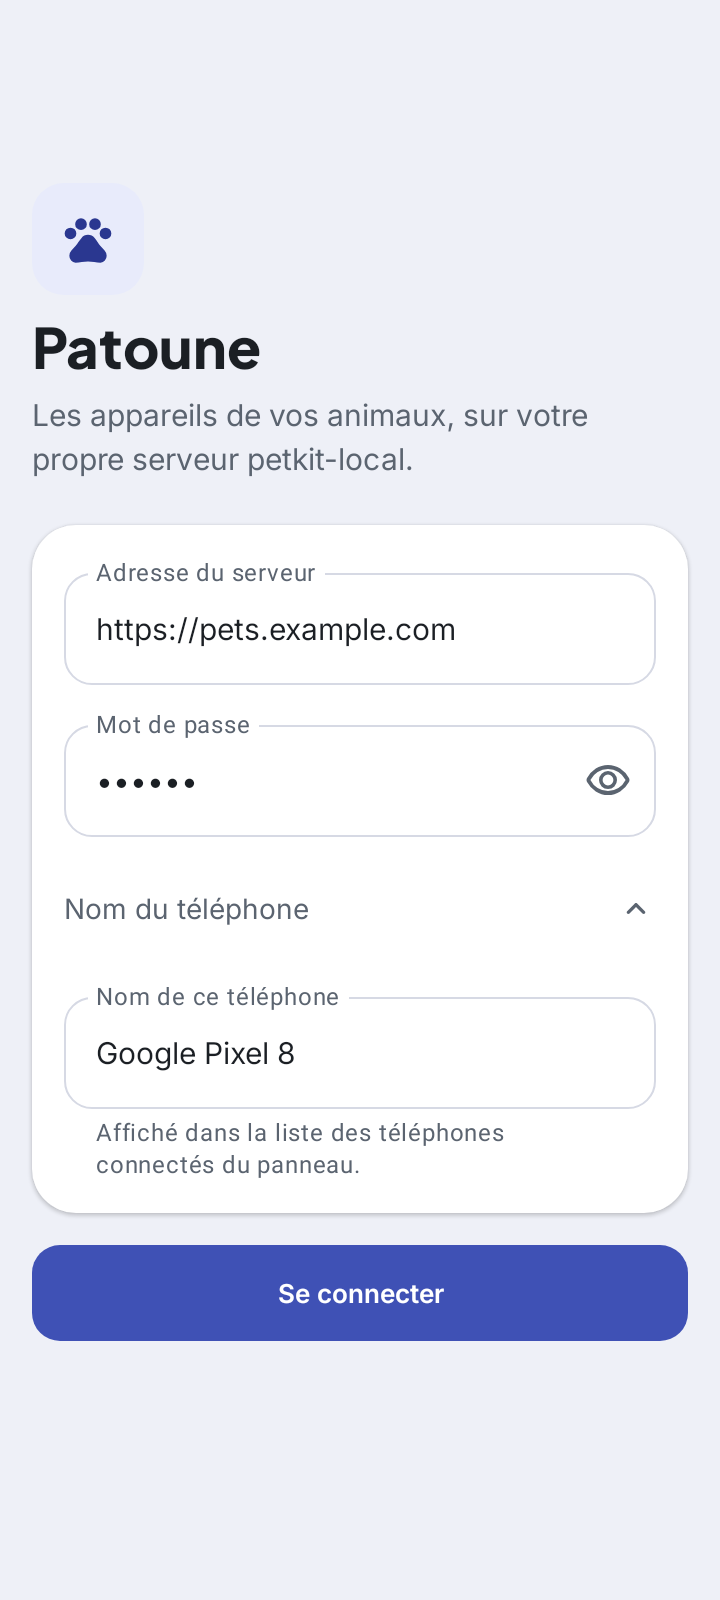 Patoune
Les appareils de vos animaux, sur votre
propre serveur petkit-local.
Adresse du serveur
https://pets.example.com
Mot de passe
••••••
Nom du téléphone
Nom de ce téléphone
Google Pixel 8
Affiché dans la liste des téléphones
connectés du panneau.
Se connecter